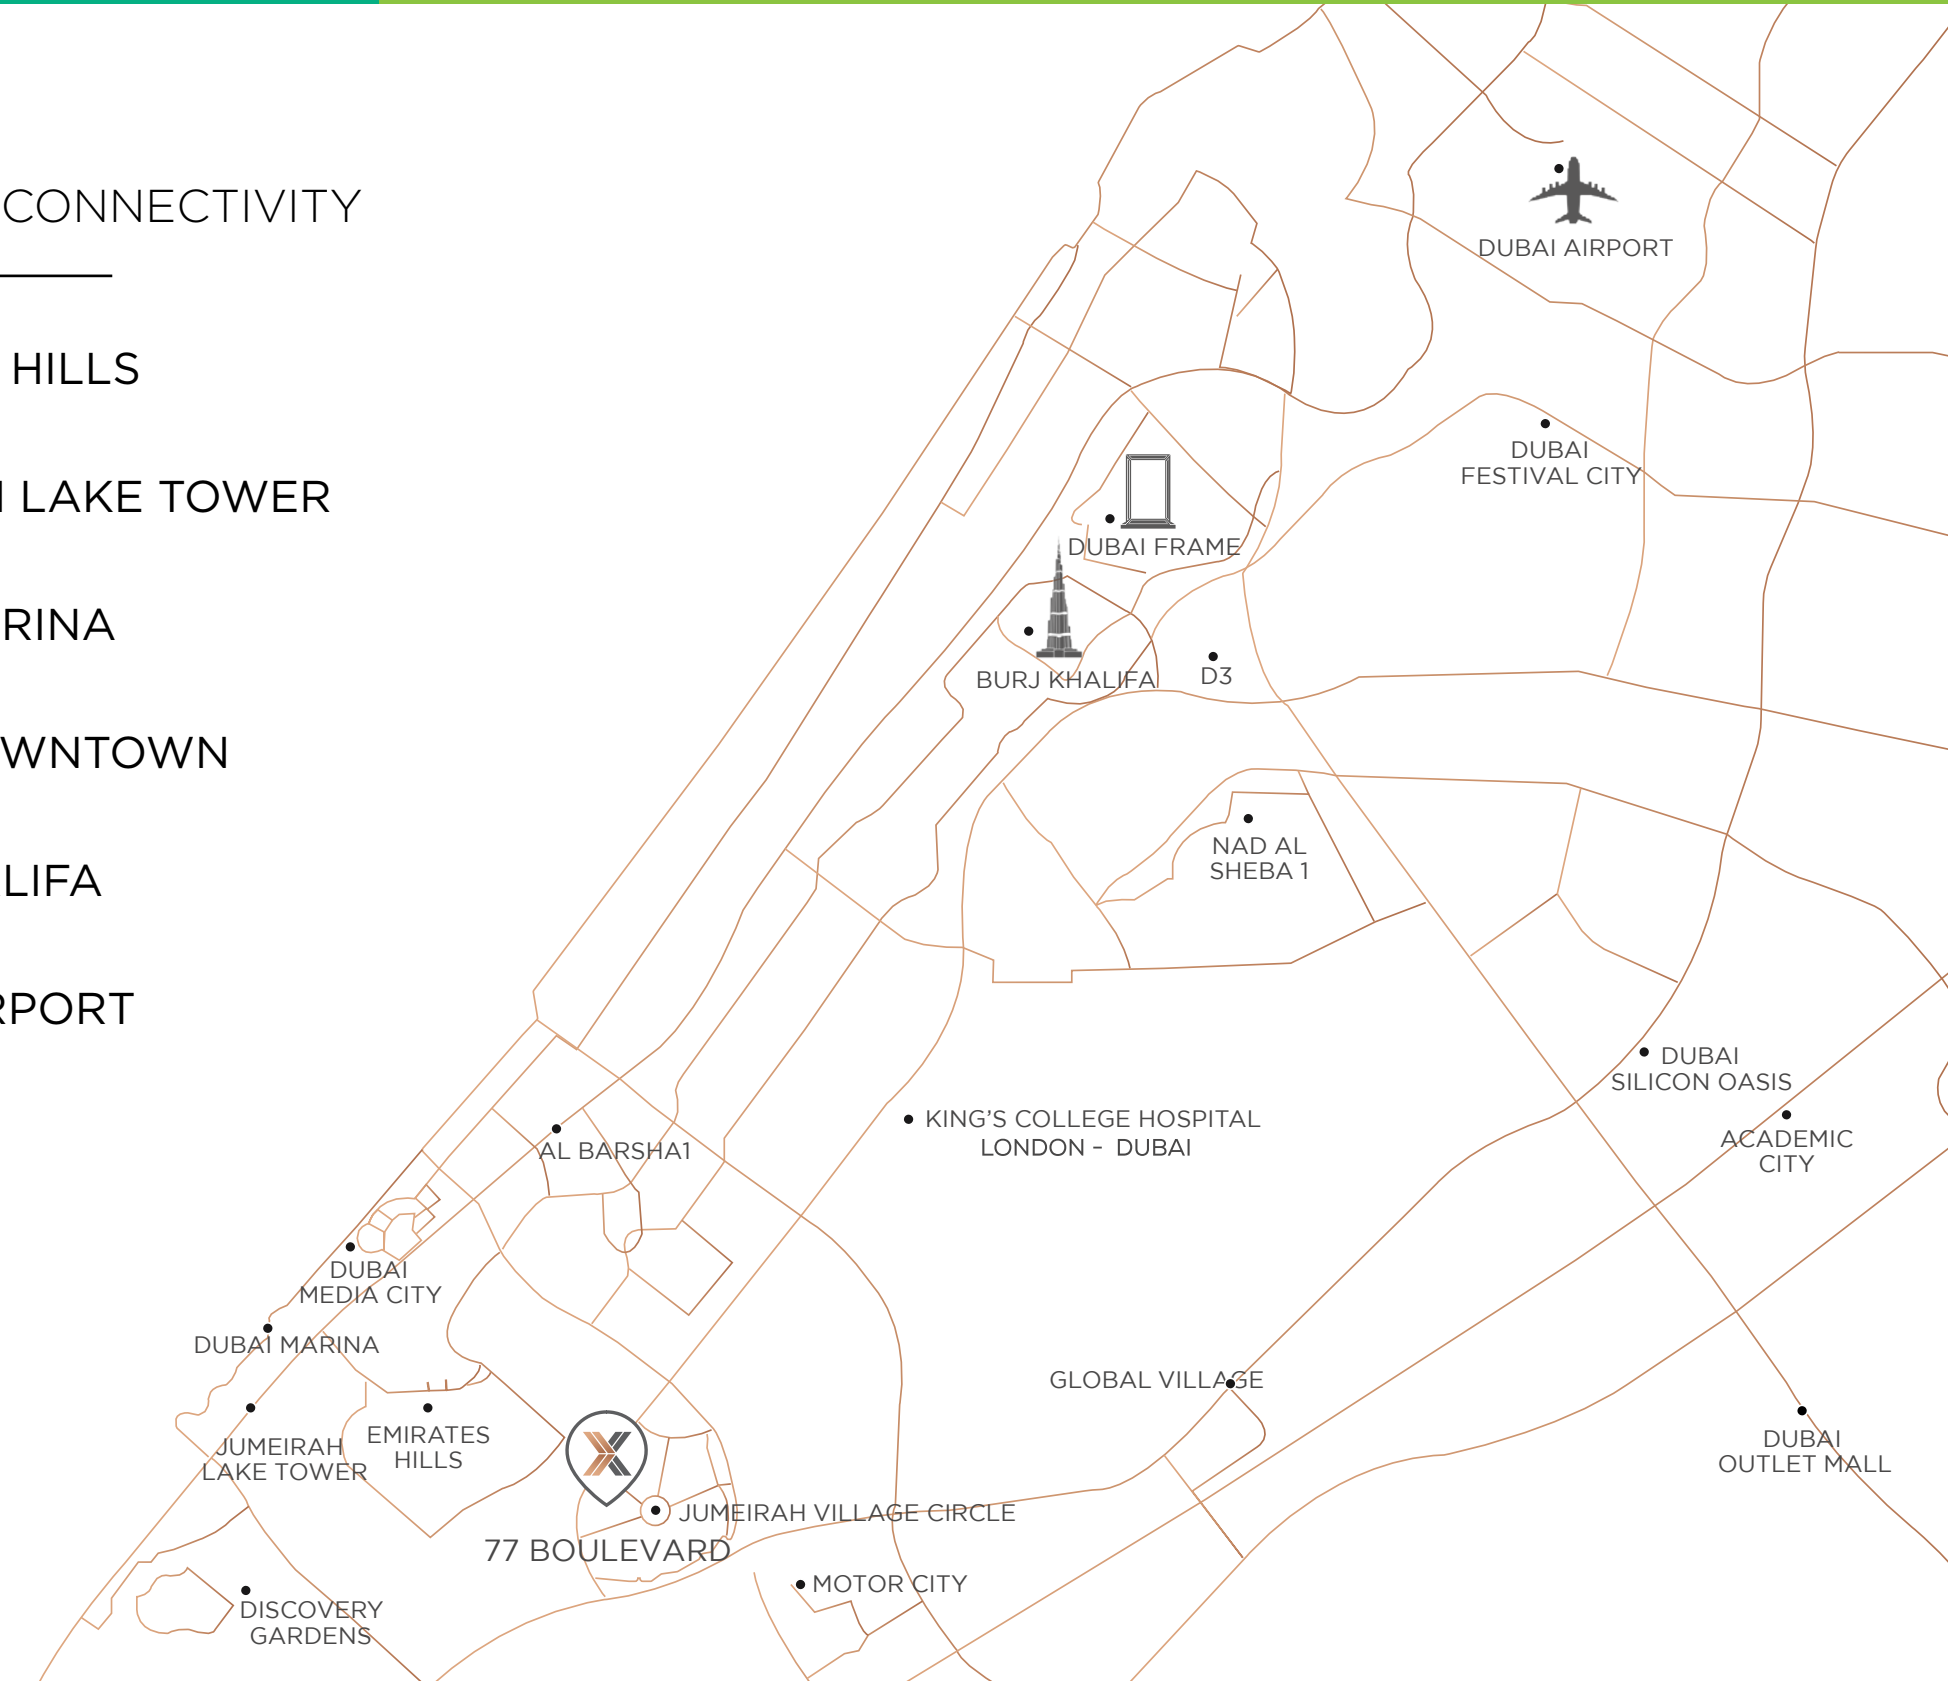 CONNECTIVITY
HILLS
LAKE TOWER
RINA
WNTOWN
LIFA
RPORT
DUBAI AIRPORT
DUBAI
FESTIVAL CITY
DUBAI FRAME
BURJ KHALIFA
D3
NAD AL
SHEBA 1
DUBAI
SILICON OASIS
ACADEMIC
CITY
KING'S COLLEGE HOSPITAL
LONDON - DUBAI
AL BARSHA1
DUBAI
MEDIA CITY
DUBAI MARINA
GLOBAL VILLAGE
JUMEIRAH
LAKE TOWER
EMIRATES
HILLS
DUBAI
OUTLET MALL
JUMEIRAH VILLAGE CIRCLE
77 BOULEVARD
MOTOR CITY
DISCOVERY
GARDENS